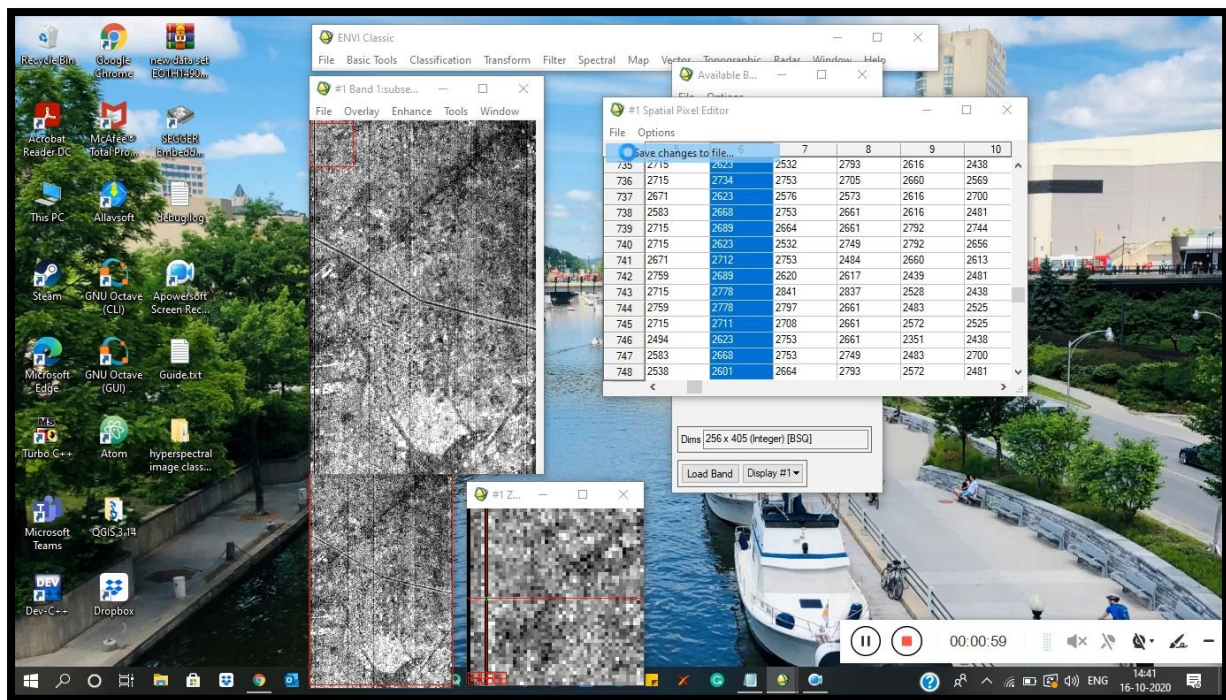 Recycle Bin
Google
Chrome
new data set
EO1H1490...
Acrobat
Reader DC
McAfee®
Total Pro...
SEGGER
Embedd...
This PC
Allavsoft
debug.log
Steam
GNU Octave
(CLI)
Apowersoft
Screen Rec...
Microsoft
Edge
GNU Octave
(GUI)
Guide.txt
Turbo C++
Atom
hyperspectral
image class...
Microsoft
Teams
QGIS 3.14
Dev-C++
Dropbox
ENVI Classic
File Basic Tools Classification Transform Filter Spectral Map Vector Topographic Radar Window Help
#1 Band 1:subse...
File Overlay Enhance Tools Window
Available B...
File Options
#1 Spatial Pixel Editor
File Options
Save changes to file...
5 6 7 8 9 10
735 2715 2623 2532 2793 2616 2438
736 2715 2734 2753 2705 2660 2569
737 2671 2623 2576 2573 2616 2700
738 2583 2668 2753 2661 2616 2481
739 2715 2689 2664 2661 2792 2744
740 2715 2623 2532 2749 2792 2656
741 2671 2712 2753 2484 2660 2613
742 2759 2689 2620 2617 2439 2481
743 2715 2778 2841 2837 2528 2438
744 2759 2778 2797 2661 2483 2525
745 2715 2711 2708 2661 2572 2525
746 2494 2623 2753 2661 2351 2438
747 2583 2668 2753 2749 2483 2700
748 2538 2601 2664 2793 2572 2481
Dims 256 x 405 (Integer) [BSQ]
Load Band Display #1
#1 Z...
00:00:59
ENG
14:41
16-10-2020